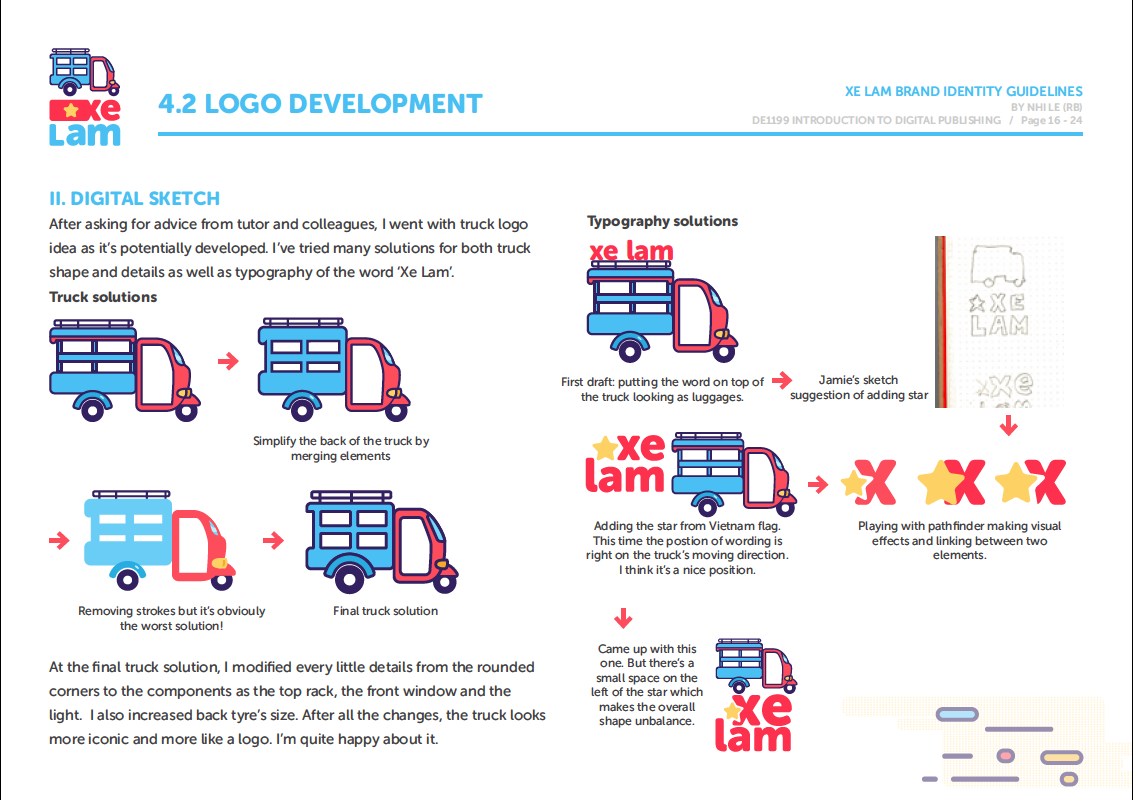 xe
Lam
4.2 LOGO DEVELOPMENT
XE LAM BRAND IDENTITY GUIDELINES
BY NHI LE (RB)
DE1199 INTRODUCTION TO DIGITAL PUBLISHING / Page 16 - 24
II. DIGITAL SKETCH
After asking for advice from tutor and colleagues, I went with truck logo
idea as it's potentially developed. I've tried many solutions for both truck
shape and details as well as typography of the word 'Xe Lam'.
Truck solutions
Simplify the back of the truck by
merging elements
Removing strokes but it's obviouly
the worst solution!
Final truck solution
At the final truck solution, I modified every little details from the rounded
corners to the components as the top rack, the front window and the
light. I also increased back tyre's size. After all the changes, the truck looks
more iconic and more like a logo. I'm quite happy about it.
Typography solutions
xe lam
First draft: putting the word on top of
the truck looking as luggages.
Jamie's sketch
suggestion of adding star
XE
LAM
xe
lam
xe
lam
Adding the star from Vietnam flag.
This time the postion of wording is
right on the truck's moving direction.
I think it's a nice position.
X X X
Playing with pathfinder making visual
effects and linking between two
elements.
Came up with this
one. But there's a
small space on the
left of the star which
makes the overall
shape unbalance.
xe
lam